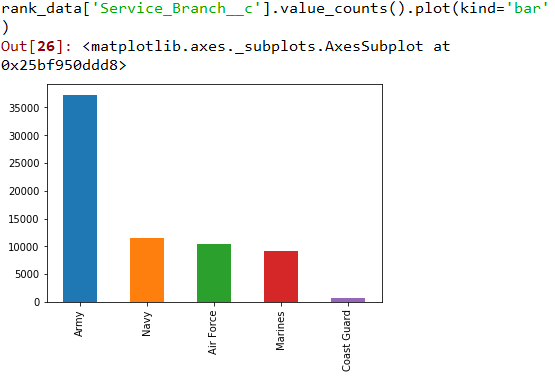 rank_data['Service_Branch__c'].value_counts().plot(kind='bar'
)
Out[26]: <matplotlib.axes._subplots.AxesSubplot at
0x25bf950ddd8>
35000
30000
25000
20000
15000
10000
5000
0
Army
Navy
Air Force
Marines
Coast Guard